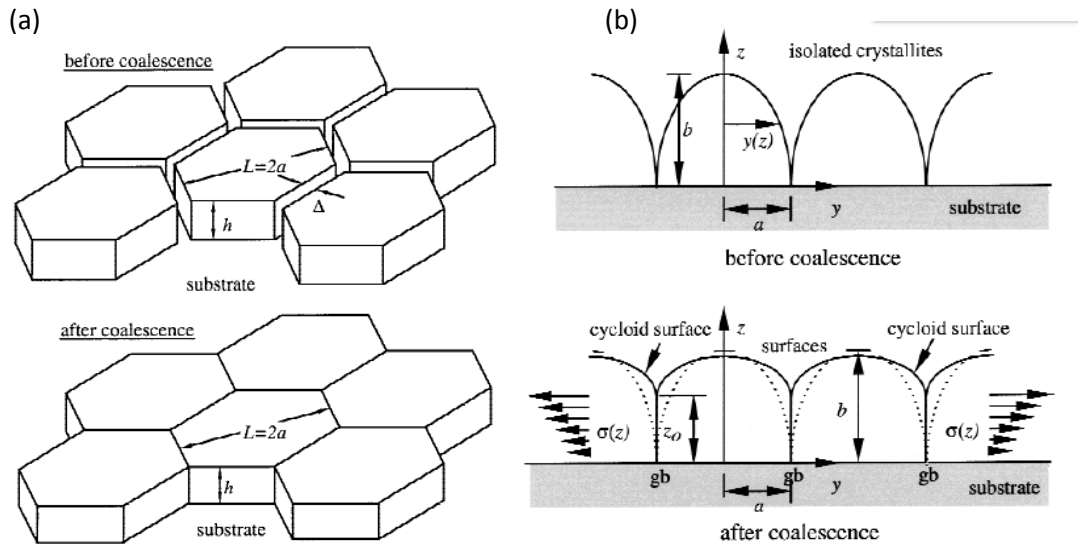 (a)
before coalescence
L=2a
Δ
h
substrate
after coalescence
L=2a
h
substrate
(b)
z
isolated crystallites
b
y(z)
y
substrate
a
before coalescence
cycloid surface
z
surfaces
cycloid surface
σ(z)
z₀
b
σ(z)
gb
gb
y
gb
substrate
a
after coalescence